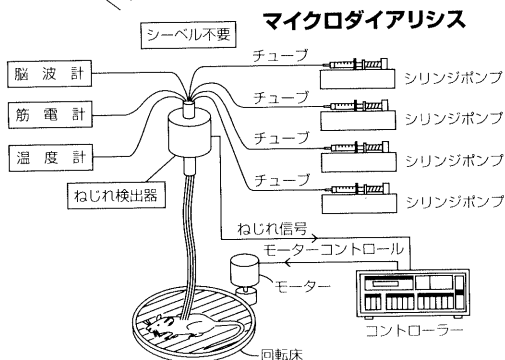 マイクロダイアリシス
シーベル不要
チューブ
シリンジポンプ
脳波計
チューブ
シリンジポンプ
筋電計
チューブ
シリンジポンプ
温度計
チューブ
シリンジポンプ
ねじれ検出器
ねじれ信号
モーターコントロール
モーター
コントローラー
回転床